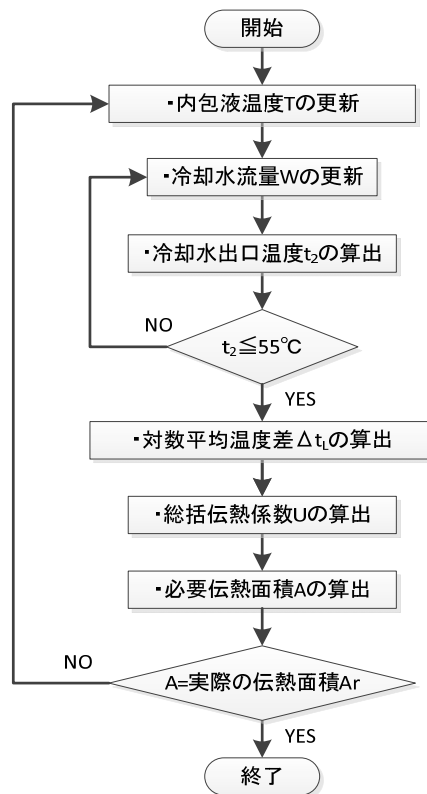 開始
・内包液温度Tの更新
・冷却水流量Wの更新
・冷却水出口温度t₂の算出
NO
t₂≦55℃
YES
・対数平均温度差Δt_Lの算出
・総括伝熱係数Uの算出
・必要伝熱面積Aの算出
NO
A=実際の伝熱面積Ar
YES
終了